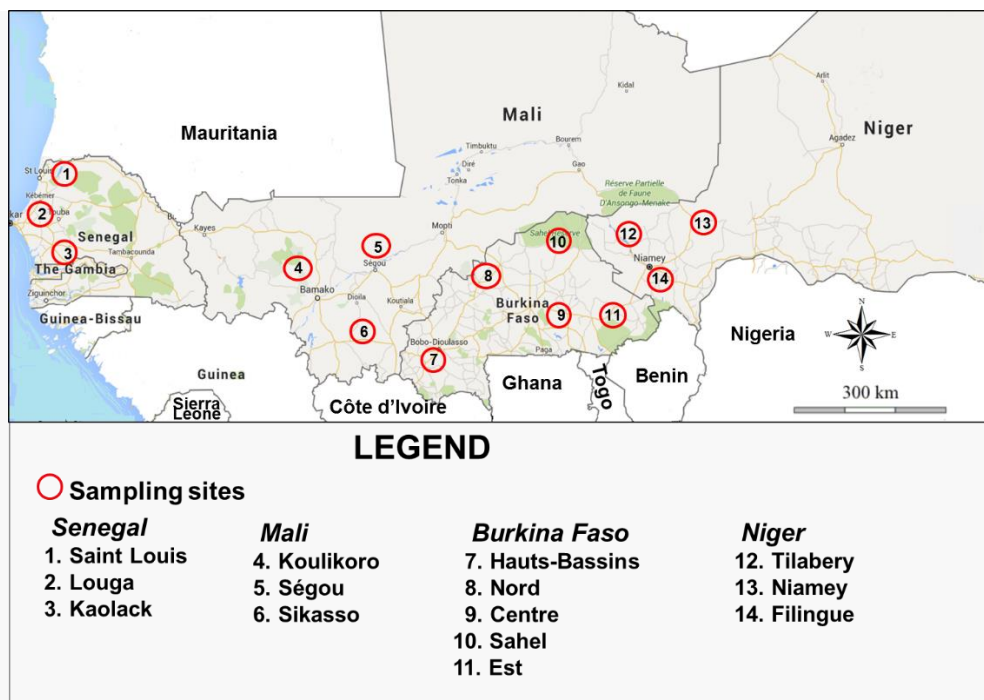 Mauritania
Mali
Niger
Kidal
Arlit
Agadez
Timbuktu
Bourem
Diré
Gao
Tonka
Réserve Partielle
de Faune
D'Ansongo-Menake
St Louis
1
Kébémer
2
Senegal
3
Tambacounda
The Gambia
Ziguinchor
Guinea-Bissau
Kayes
Mopti
5
Ségou
4
Bamako
Dioila
Koutiala
6
10
12
13
Niamey
14
8
Burkina
Faso
9
11
Bobo-Dioulasso
7
Guinea
Sierra
Leone
Côte d'Ivoire
Ghana
Togo
Benin
Nigeria
N
W
E
S
300 km
LEGEND
Sampling sites
Senegal
1. Saint Louis
2. Louga
3. Kaolack
Mali
4. Koulikoro
5. Ségou
6. Sikasso
Burkina Faso
7. Hauts-Bassins
8. Nord
9. Centre
10. Sahel
11. Est
Niger
12. Tilabery
13. Niamey
14. Filingue